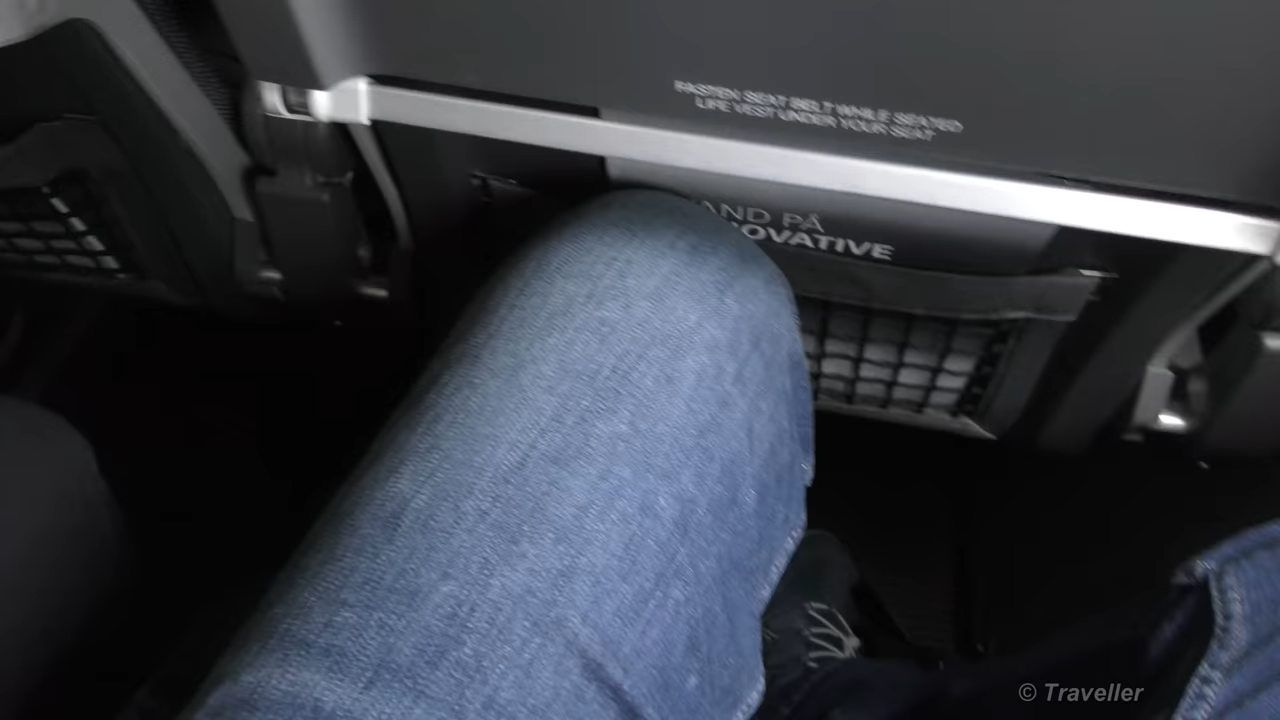 FASTEN SEAT BELT WHILE SEATED
LIFE VEST UNDER YOUR SEAT
AND PÅ
OVATIVE
© Traveller